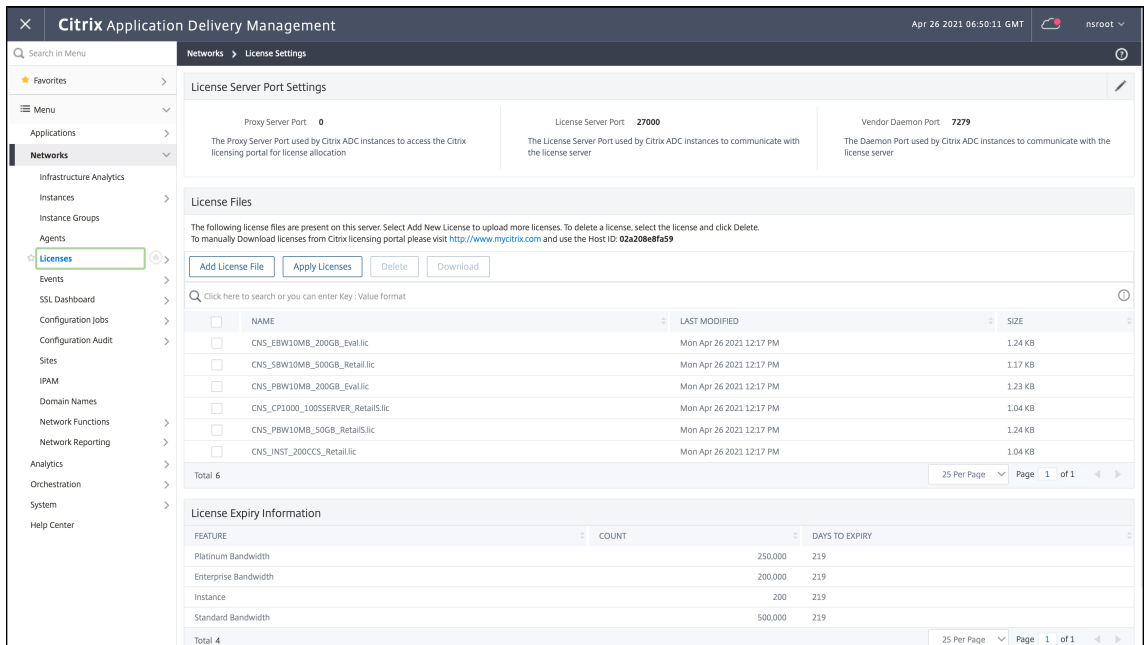 Citrix Application Delivery Management
Apr 26 2021 06:50:11 GMT
nsroot
Search in Menu
Networks > License Settings
Favorites
Menu
Applications
Networks
Infrastructure Analytics
Instances
Instance Groups
Agents
Licenses
Events
SSL Dashboard
Configuration Jobs
Configuration Audit
Sites
IPAM
Domain Names
Network Functions
Network Reporting
Analytics
Orchestration
System
Help Center
License Server Port Settings
Proxy Server Port 0
The Proxy Server Port used by Citrix ADC instances to access the Citrix
licensing portal for license allocation
License Server Port 27000
The License Server Port used by Citrix ADC instances to communicate with
the license server
Vendor Daemon Port 7279
The Daemon Port used by Citrix ADC instances to communicate with the
license server
License Files
The following license files are present on this server. Select Add New License to upload more licenses. To delete a license, select the license and click Delete.
To manually Download licenses from Citrix licensing portal please visit http://www.mycitrix.com and use the Host ID: 02a208e8fa59
Add License File Apply Licenses Delete Download
Click here to search or you can enter Key : Value format
NAME LAST MODIFIED SIZE
CNS_EBW10MB_200GB_Eval.lic Mon Apr 26 2021 12:17 PM 1.24 KB
CNS_SBW10MB_500GB_Retail.lic Mon Apr 26 2021 12:17 PM 1.17 KB
CNS_PBW10MB_200GB_Eval.lic Mon Apr 26 2021 12:17 PM 1.23 KB
CNS_CP1000_100SSERVER_RetailS.lic Mon Apr 26 2021 12:17 PM 1.04 KB
CNS_PBW10MB_50GB_RetailS.lic Mon Apr 26 2021 12:17 PM 1.24 KB
CNS_INST_200CCS_Retail.lic Mon Apr 26 2021 12:17 PM 1.04 KB
Total 6 25 Per Page Page 1 of 1
License Expiry Information
FEATURE COUNT DAYS TO EXPIRY
Platinum Bandwidth 250,000 219
Enterprise Bandwidth 200,000 219
Instance 200 219
Standard Bandwidth 500,000 219
Total 4 25 Per Page Page 1 of 1